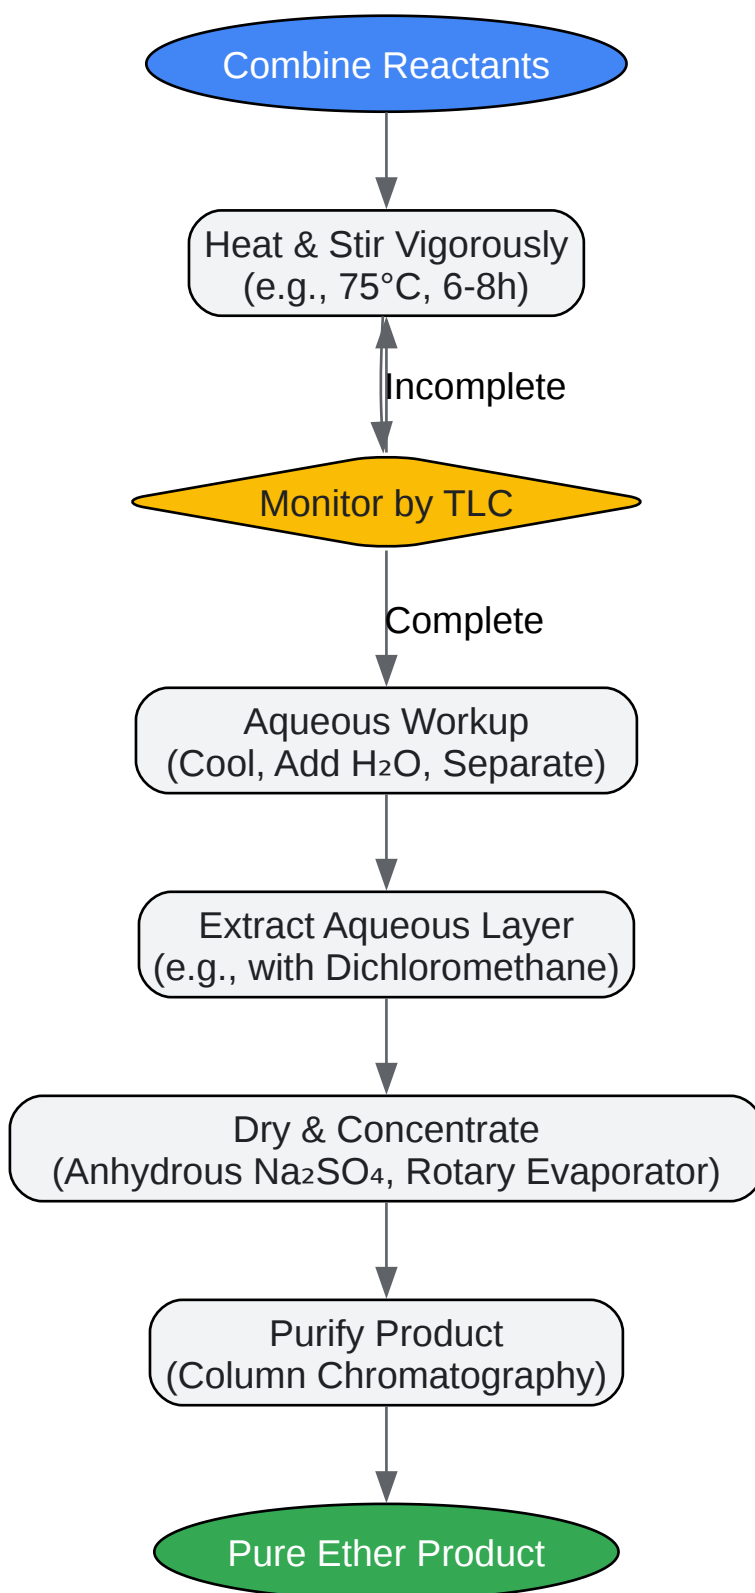 Combine Reactants
Heat & Stir Vigorously
(e.g., 75°C, 6-8h)
Incomplete
Monitor by TLC
Complete
Aqueous Workup
(Cool, Add H₂O, Separate)
Extract Aqueous Layer
(e.g., with Dichloromethane)
Dry & Concentrate
(Anhydrous Na₂SO₄, Rotary Evaporator)
Purify Product
(Column Chromatography)
Pure Ether Product